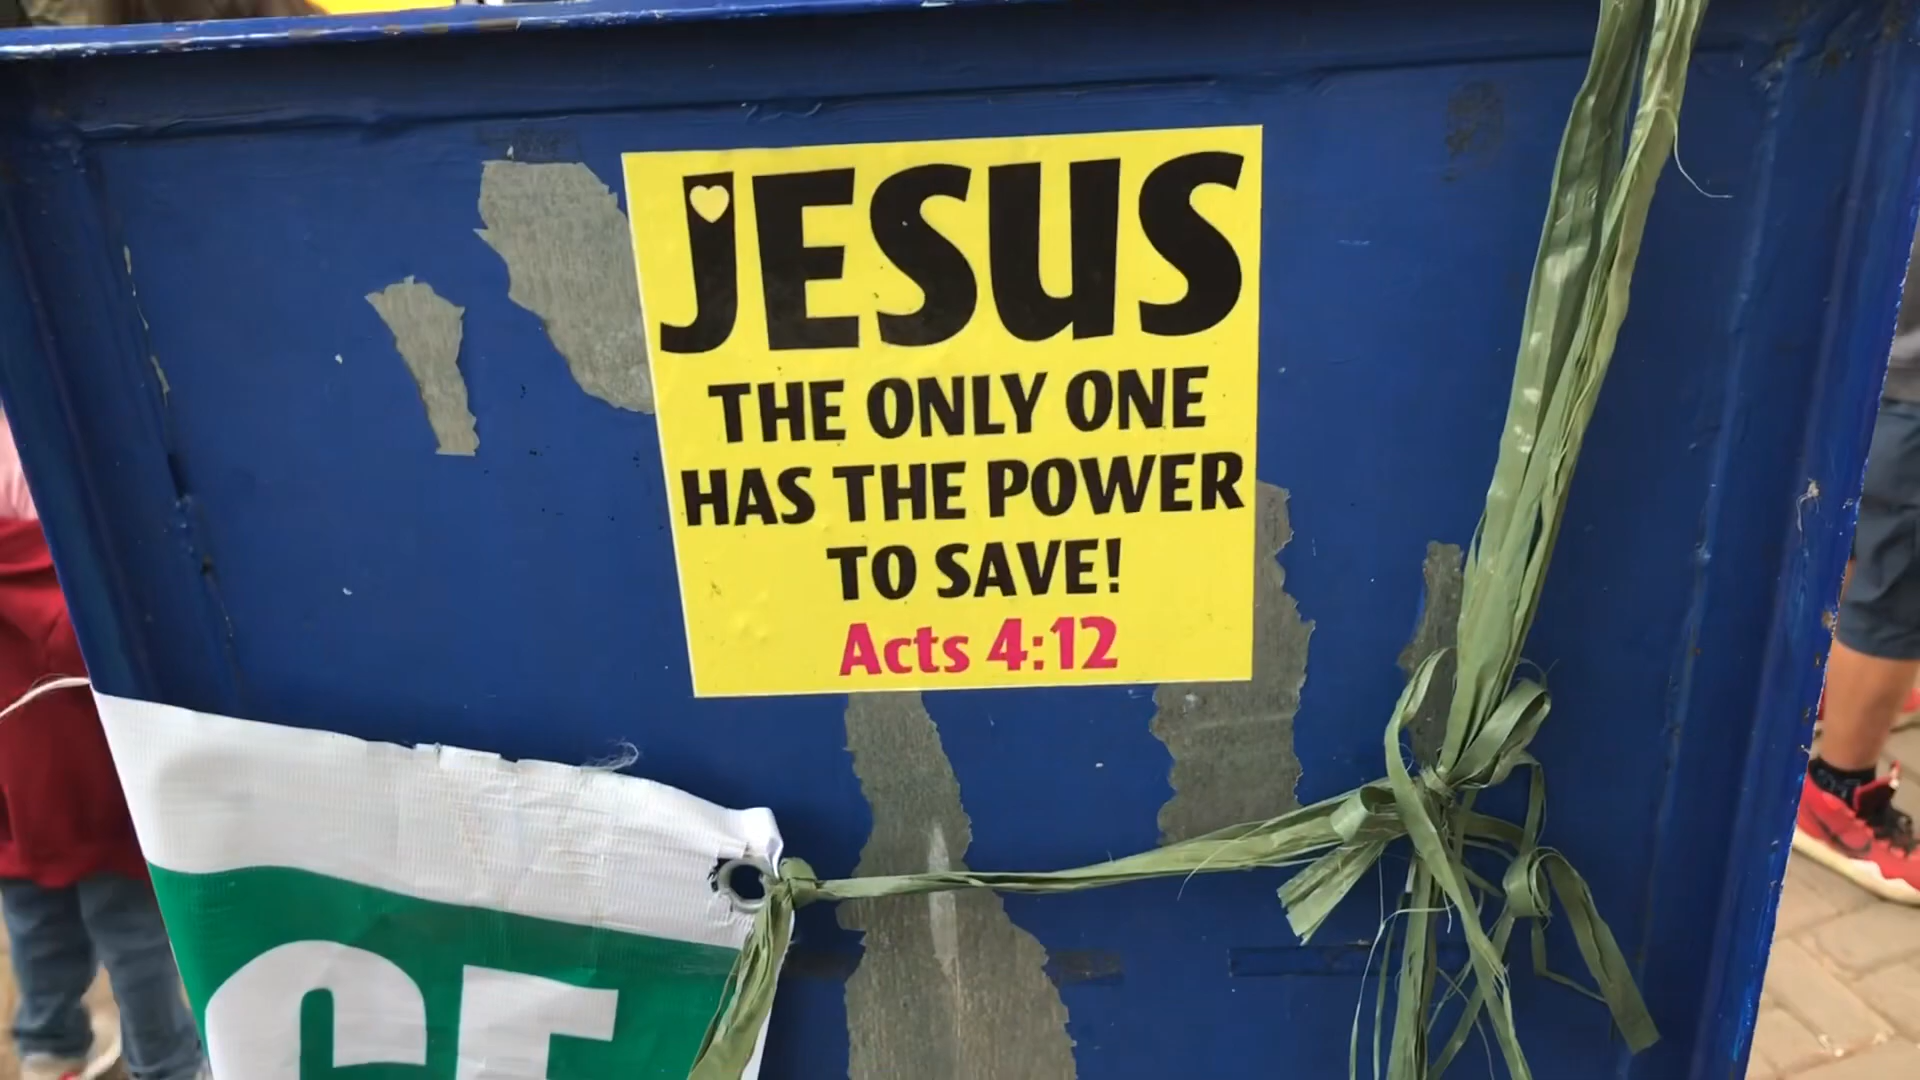 JESUS
THE ONLY ONE
HAS THE POWER
TO SAVE!
Acts 4:12